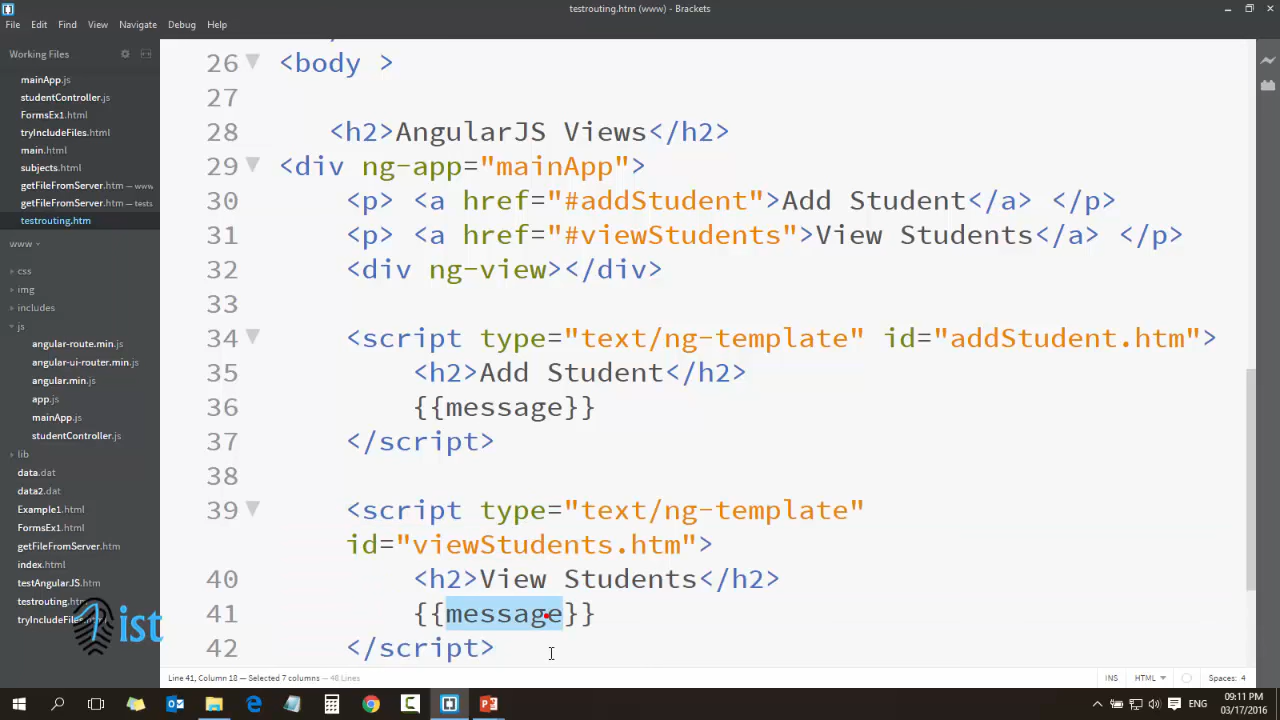 testrouting.htm (www) - Brackets
File Edit Find View Navigate Debug Help
Working Files
mainApp.js
studentController.js
FormsEx1.html
tryIncludeFiles.html
main.html
subjects.html
getFileFromServer.htm — www
getFileFromServer.htm — tests
testrouting.htm
www
css
img
includes
js
angular-route.min.js
angular-ui-router.min.js
angular.min.js
app.js
mainApp.js
studentController.js
lib
data.dat
data2.dat
Example1.html
FormsEx1.html
getFileFromServer.htm
index.html
testAngularJS.htm
testrouting.htm
1ist
26 <body >
27
28 <h2>AngularJS Views</h2>
29 <div ng-app="mainApp">
30 <p> <a href="#addStudent">Add Student</a> </p>
31 <p> <a href="#viewStudents">View Students</a> </p>
32 <div ng-view></div>
33
34 <script type="text/ng-template" id="addStudent.htm">
35 <h2>Add Student</h2>
36 {{message}}
37 </script>
38
39 <script type="text/ng-template"
id="viewStudents.htm">
40 <h2>View Students</h2>
41 {{message}}
42 </script>
Line 41, Column 18 — Selected 7 columns — 46 Lines
INS HTML Spaces: 4
ENG
09:11 PM
03/17/2016